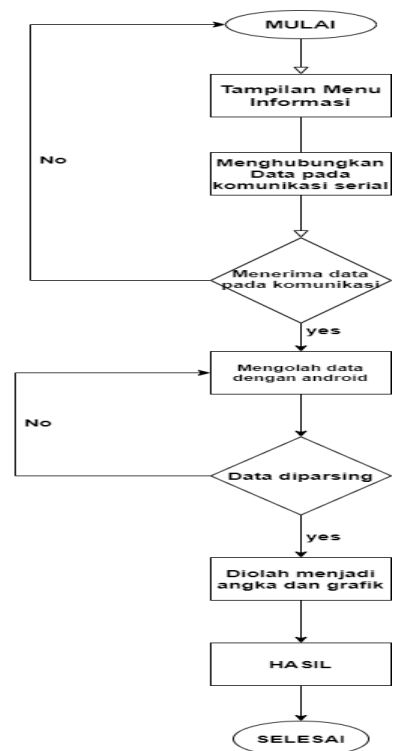 MULAI
Tampilan Menu
Informasi
No
Menghubungkan
Data pada
komunikasi serial
Menerima data
pada komunikasi
yes
Mengolah data
dengan android
No
Data diparsing
yes
Diolah menjadi
angka dan grafik
HASIL
SELESAI